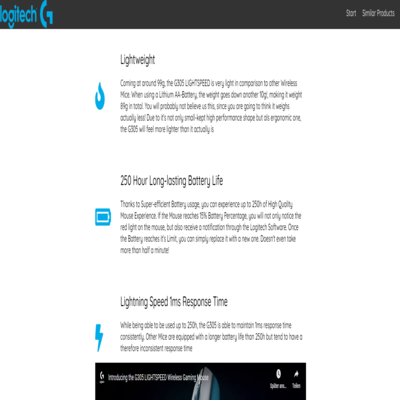 logitech G
Start Similar Products
Lightweight
Coming at around 99g, the G305 LIGHTSPEED is very light in comparison to other Wireless
Mice. When using a Lithium AA-Battery, the weight goes down another 10g!, making it weight
89g in total. You will probably not believe us this, since you are going to think it weighs
actually less! Due to it's not only small-kept high performance shape but als ergonomic one,
the G305 will feel more lighter than it actually is
250 Hour Long-lasting Battery Life
Thanks to Super-efficient Battery usage, you can experience up to 250h of High Quality
Mouse Experience. If the Mouse reaches 15% Battery Percentage, you will not only notice the
red light on the mouse, but also receive a notification through the Logitech Software. Once
the Battery reaches it's Limit, you can simply replace it with a new one. Doesn't even take
more than half a minute!
Lightning Speed 1ms Response Time
While being able to be used up to 250h, the G305 is able to maintain 1ms response time
consistently. Other Mice are equipped with a longer battery life than 250h but tend to have a
therefore inconsistent response time
Introducing the G305 LIGHTSPEED Wireless Gaming Mouse
Später ans... Teilen